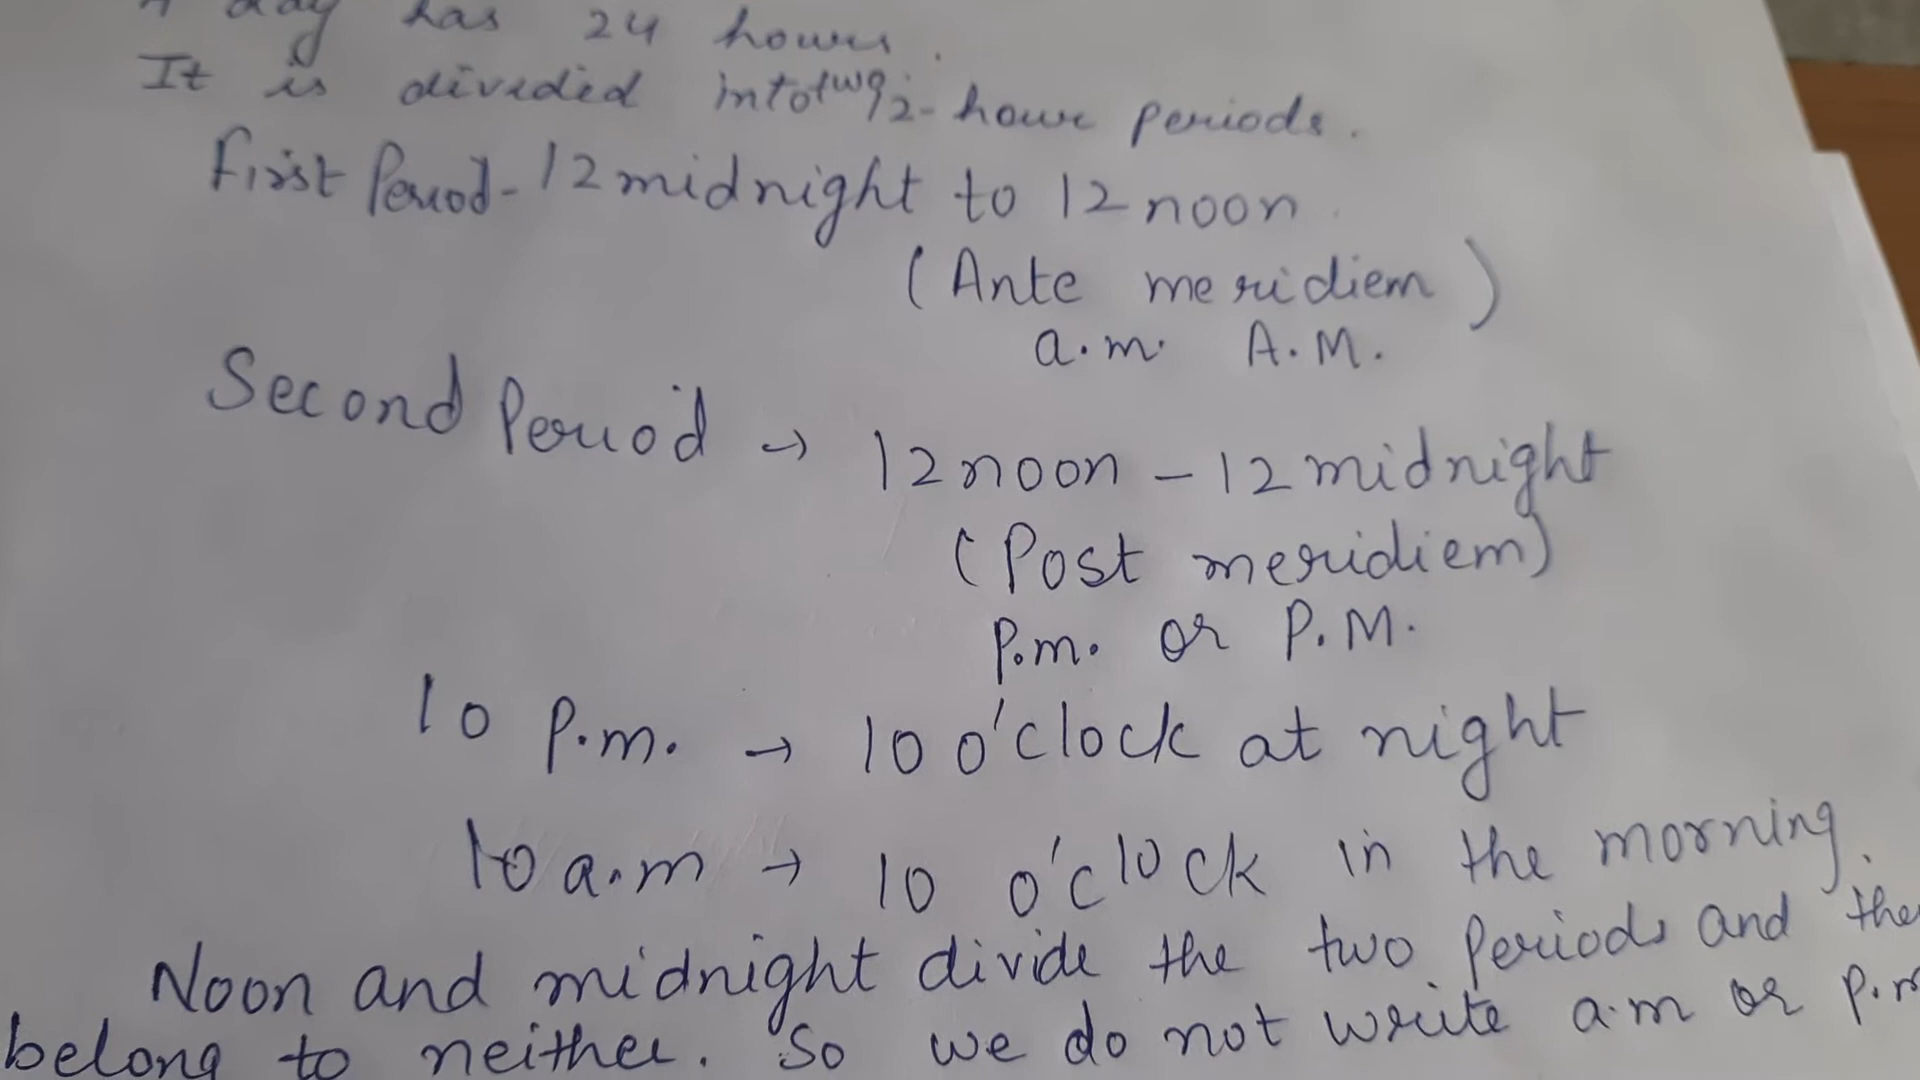 A day has 24 hours.
It is divided into two 12-hour periods.
First Period - 12 midnight to 12 noon.
(Ante meridiem)
a.m. A.M.
Second Period → 12 noon - 12 midnight
(Post meridiem)
P.m. or P.M.
10 P.m. → 10 o'clock at night
10 a.m → 10 o'clock in the morning.
Noon and midnight divide the two Periods and the
belong to neither. So we do not write a.m or p.m